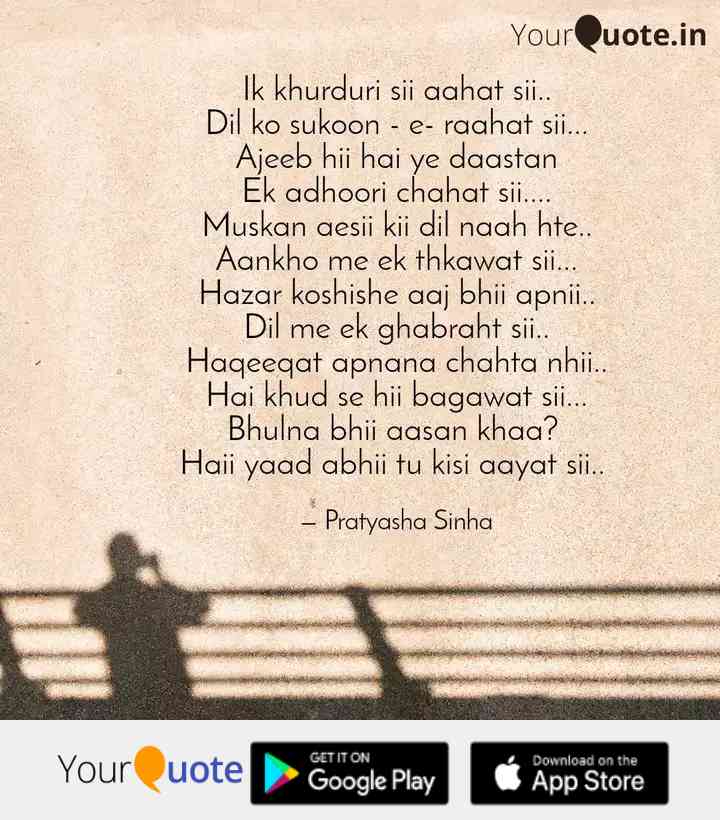 YourQuote.in
Ik khurduri sii aahat sii..
Dil ko sukoon - e- raahat sii...
Ajeeb hii hai ye daastan
Ek adhoori chahat sii....
Muskan aesii kii dil naah hte..
Aankho me ek thkawat sii...
Hazar koshishe aaj bhii apnii..
Dil me ek ghabraht sii..
Haqeeqat apnana chahta nhii..
Hai khud se hii bagawat sii...
Bhulna bhii aasan khaa?
Haii yaad abhii tu kisi aayat sii..
– Pratyasha Sinha
YourQuote
GET IT ON
Google Play
Download on the
App Store